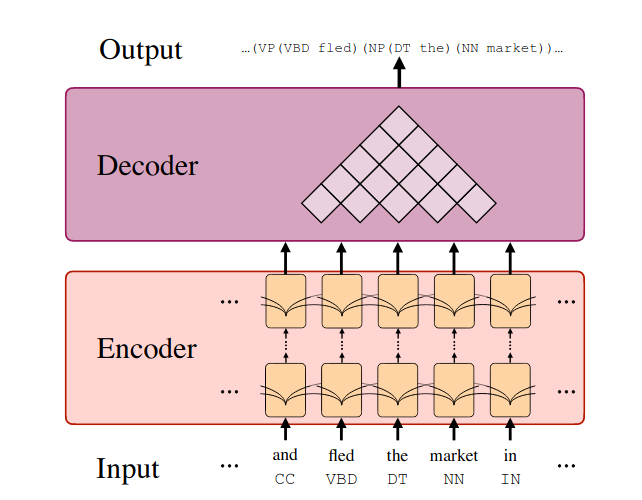 Output …(VP(VBD fled)(NP(DT the)(NN market))…
Decoder
… …
Encoder
… …
and fled the market in
Input … CC VBD DT NN IN …